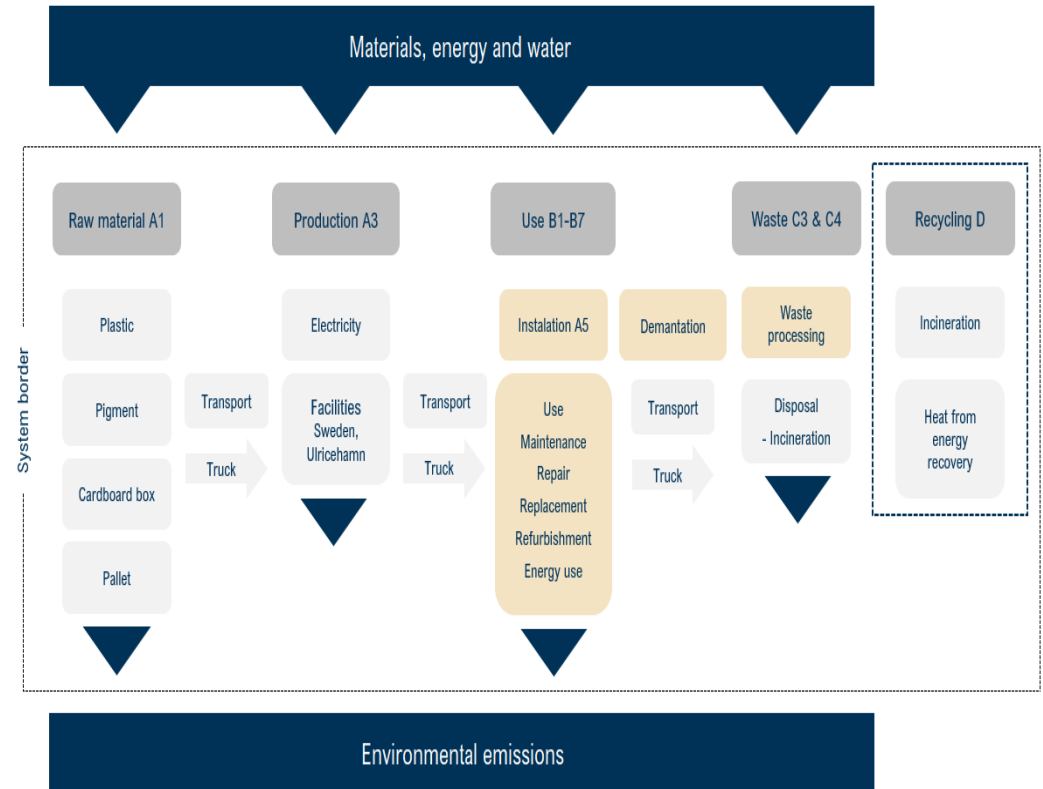 Materials, energy and water
System border
Raw material A1
Production A3
Use B1-B7
Waste C3 & C4
Recycling D
Plastic
Pigment
Cardboard box
Pallet
Transport
Truck
Electricity
Facilities
Sweden,
Ulricehamn
Transport
Truck
Instalation A5
Use
Maintenance
Repair
Replacement
Refurbishment
Energy use
Demantation
Transport
Truck
Waste
processing
Disposal
- Incineration
Incineration
Heat from
energy
recovery
Environmental emissions